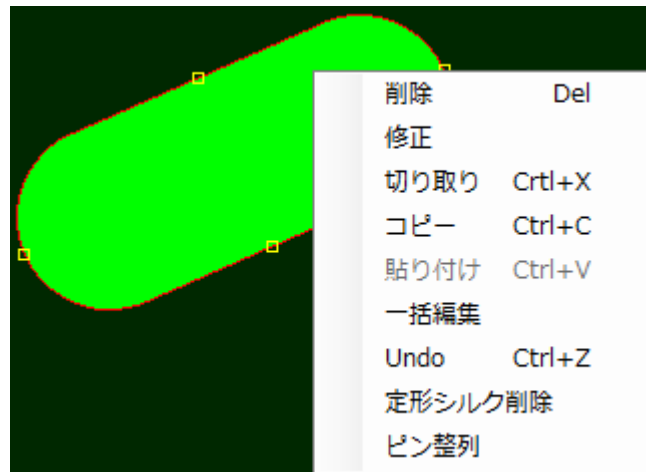 削除 Del
修正
切り取り Crtl+X
コピー Ctrl+C
貼り付け Ctrl+V
一括編集
Undo Ctrl+Z
定形シルク削除
ピン整列